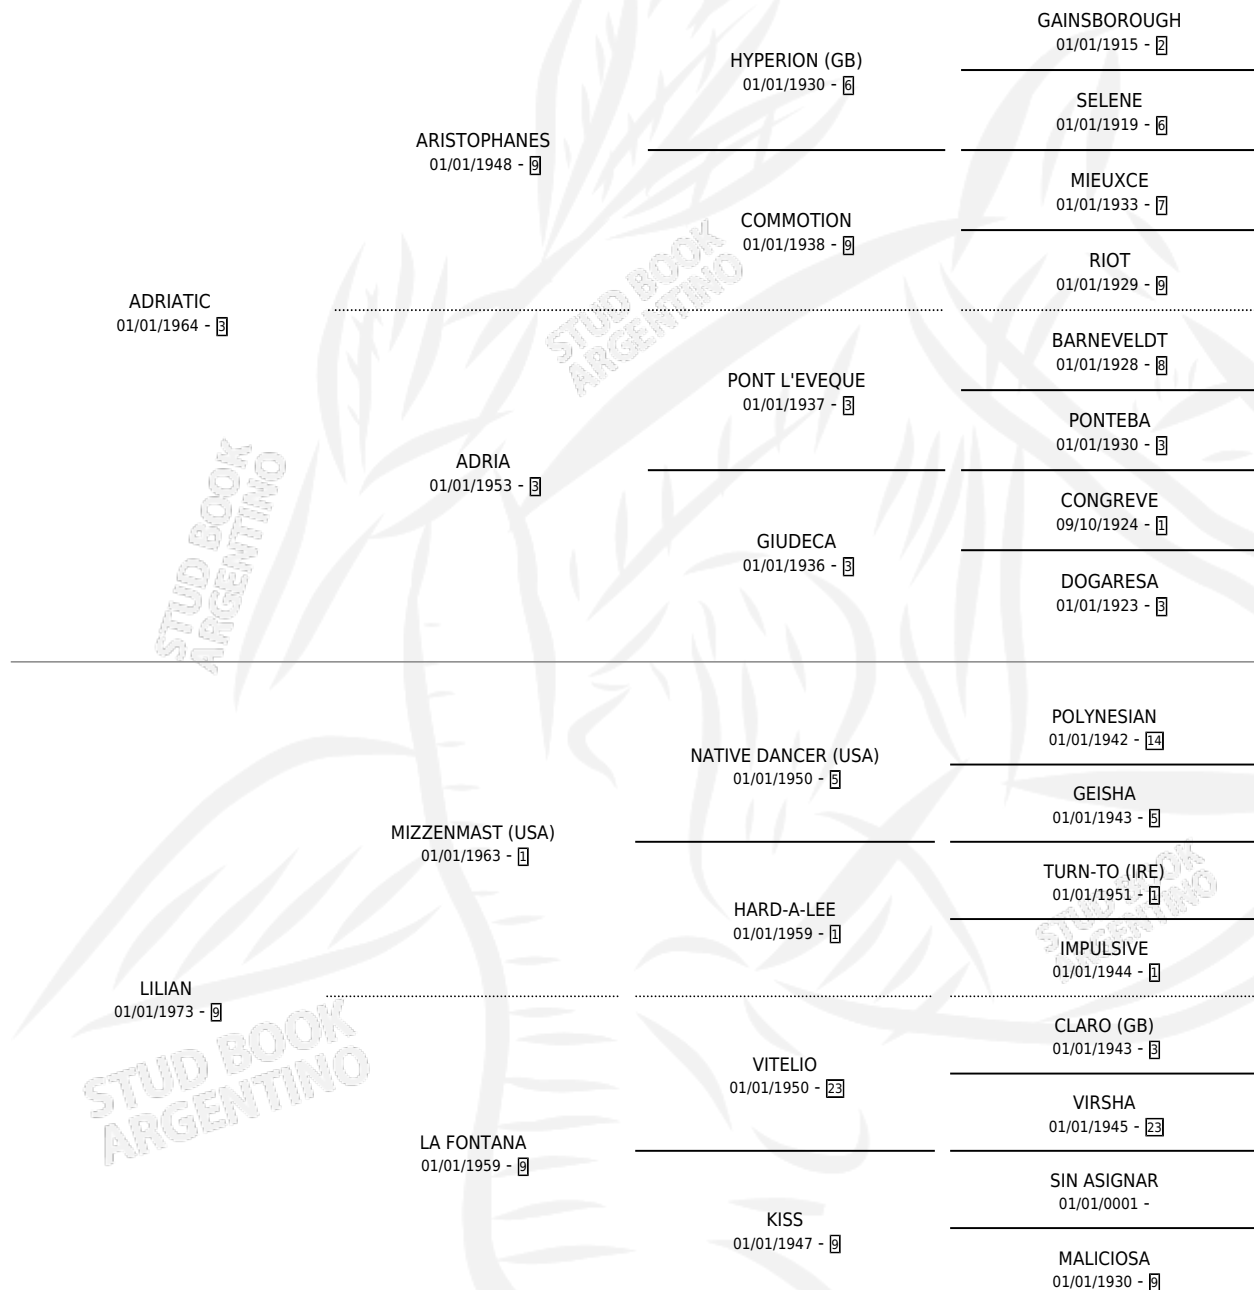 GAINSBOROUGH
01/01/1915 - 2
HYPERION (GB)
01/01/1930 - 6
SELENE
01/01/1919 - 6
ARISTOPHANES
01/01/1948 - 9
MIEUXCE
01/01/1933 - 7
COMMOTION
01/01/1938 - 9
RIOT
01/01/1929 - 9
ADRIATIC
01/01/1964 - 3
BARNEVELDT
01/01/1928 - 8
PONT L'EVEQUE
01/01/1937 - 3
PONTEBA
01/01/1930 - 3
ADRIA
01/01/1953 - 3
CONGREVE
09/10/1924 - 1
GIUDECA
01/01/1936 - 3
DOGARESA
01/01/1923 - 3
STUD BOOK
ARGENTINO
STUD BOOK
ARGENTINO
POLYNESIAN
01/01/1942 - 14
NATIVE DANCER (USA)
01/01/1950 - 5
GEISHA
01/01/1943 - 5
MIZZENMAST (USA)
01/01/1963 - 1
TURN-TO (IRE)
01/01/1951 - 1
HARD-A-LEE
01/01/1959 - 1
IMPULSIVE
01/01/1944 - 1
STUD BOOK
ARGENTINO
LILIAN
01/01/1973 - 9
CLARO (GB)
01/01/1943 - 3
VITELIO
01/01/1950 - 23
VIRSHA
01/01/1945 - 23
STUD BOOK
ARGENTINO
LA FONTANA
01/01/1959 - 9
SIN ASIGNAR
01/01/0001 -
KISS
01/01/1947 - 9
MALICIOSA
01/01/1930 - 9